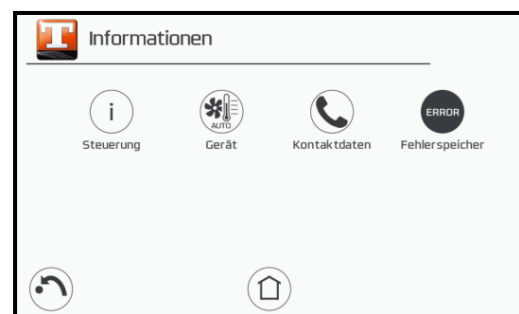 T Informationen
i
AUTO
ERROR
Steuerung Gerät Kontaktdaten Fehlerspeicher